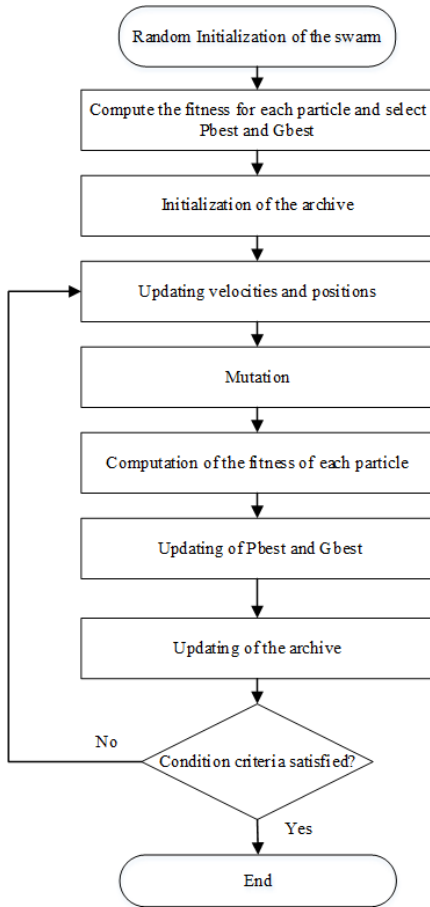 Random Initialization of the swarm
Compute the fitness for each particle and select
Pbest and Gbest
Initialization of the archive
Updating velocities and positions
Mutation
Computation of the fitness of each particle
Updating of Pbest and Gbest
Updating of the archive
No
Condition criteria satisfied?
Yes
End